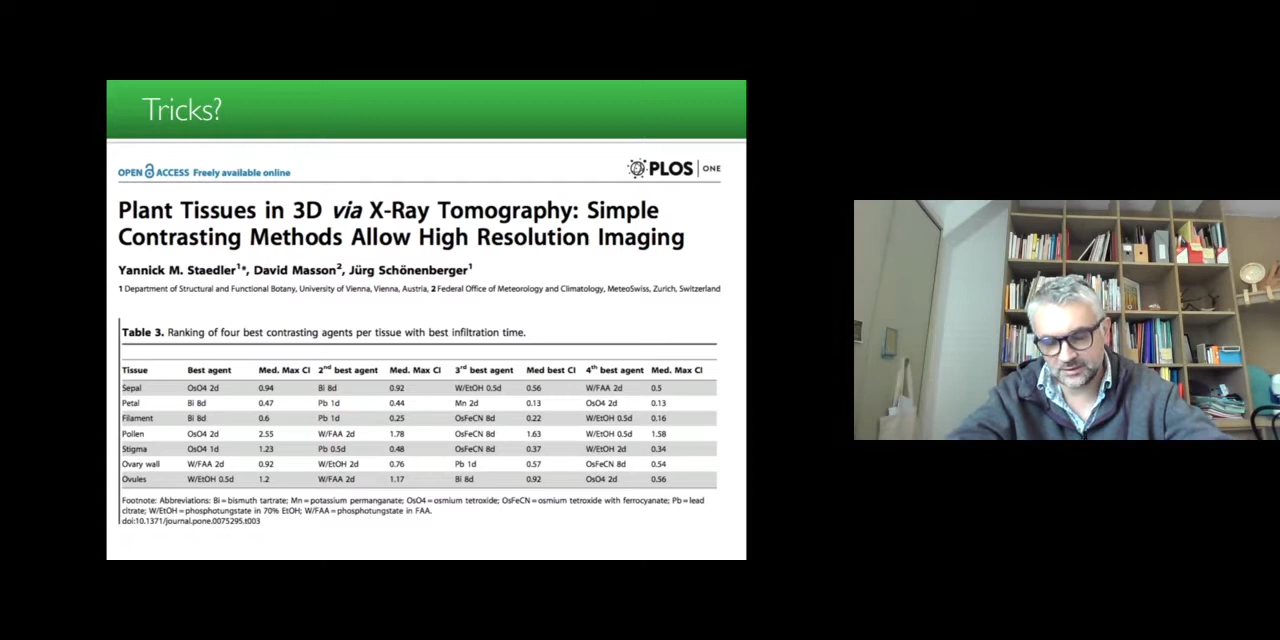 Tricks?
OPEN ACCESS Freely available online
PLOS ONE
Plant Tissues in 3D via X-Ray Tomography: Simple
Contrasting Methods Allow High Resolution Imaging
Yannick M. Staedler1*, David Masson2, Jürg Schönenberger1
1 Department of Structural and Functional Botany, University of Vienna, Vienna, Austria, 2 Federal Office of Meteorology and Climatology, MeteoSwiss, Zurich, Switzerland
Table 3. Ranking of four best contrasting agents per tissue with best infiltration time.
Tissue Best agent Med. Max CI 2nd best agent Med. Max CI 3rd best agent Med best CI 4th best agent Med. Max CI
Sepal OsO4 2d 0.94 Bi 8d 0.92 W/EtOH 0.5d 0.56 W/FAA 2d 0.5
Petal Bi 8d 0.47 Pb 1d 0.44 Mn 2d 0.13 OsO4 2d 0.13
Filament Bi 8d 0.6 Pb 1d 0.25 OsFeCN 8d 0.22 W/EtOH 0.5d 0.16
Pollen OsO4 2d 2.55 W/FAA 2d 1.78 OsFeCN 8d 1.63 W/EtOH 0.5d 1.58
Stigma OsO4 1d 1.23 Pb 0.5d 0.48 OsFeCN 8d 0.37 W/EtOH 2d 0.34
Ovary wall W/FAA 2d 0.92 W/EtOH 2d 0.76 Pb 1d 0.57 OsFeCN 8d 0.54
Ovules W/EtOH 0.5d 1.2 W/FAA 2d 1.17 Bi 8d 0.92 OsO4 2d 0.56
Footnote: Abbreviations: Bi = bismuth tartrate; Mn = potassium permanganate; OsO4 = osmium tetroxide; OsFeCN = osmium tetroxide with ferrocyanate; Pb = lead
citrate; W/EtOH = phosphotungstate in 70% EtOH; W/FAA = phosphotungstate in FAA.
doi:10.1371/journal.pone.0075295.t003